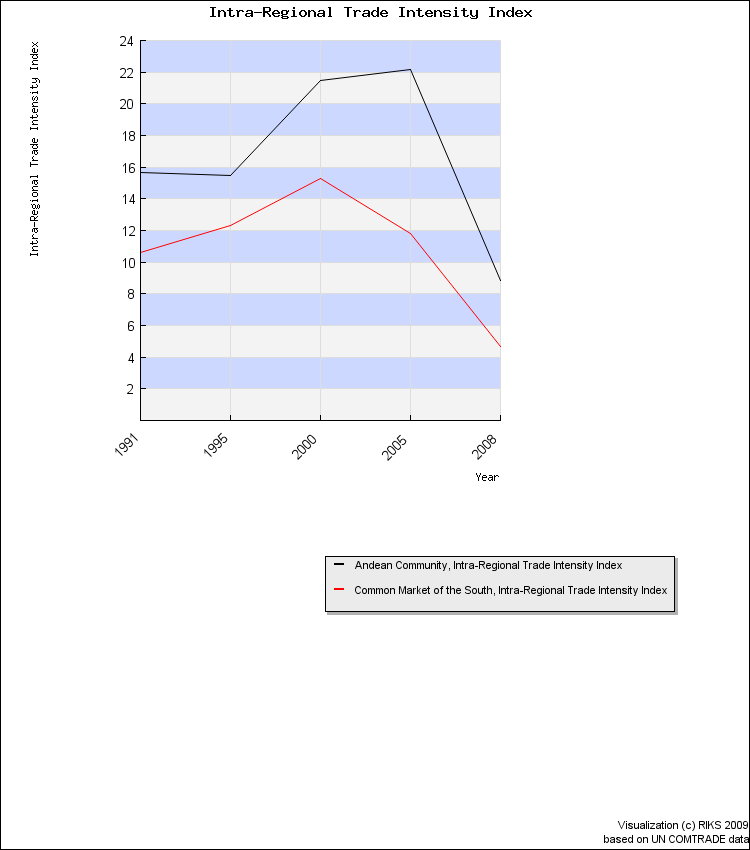 Intra-Regional Trade Intensity Index
Intra-Regional Trade Intensity Index
24
22
20
18
16
14
12
10
8
6
4
2
1991
1995
2000
2005
2008
Year
Andean Community, Intra-Regional Trade Intensity Index
Common Market of the South, Intra-Regional Trade Intensity Index
Visualization (c) RIKS 2009
based on UN COMTRADE data